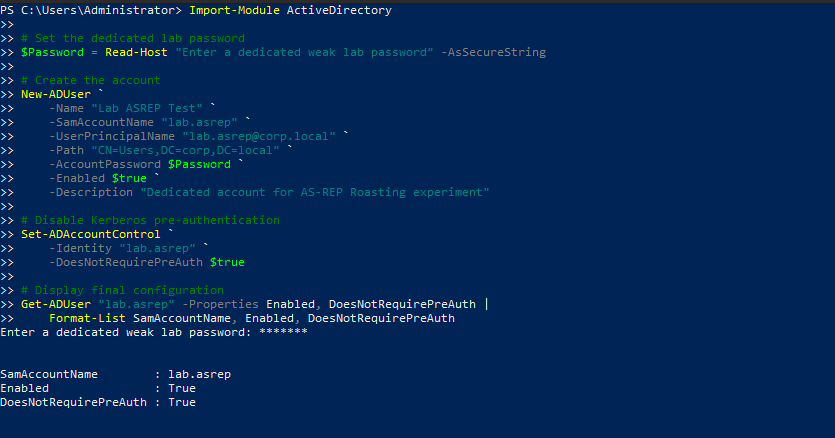 PS C:\Users\Administrator> Import-Module ActiveDirectory
>>
>> # Set the dedicated lab password
>> $Password = Read-Host "Enter a dedicated weak lab password" -AsSecureString
>>
>> # Create the account
>> New-ADUser `
>>     -Name "Lab ASREP Test" `
>>     -SamAccountName "lab.asrep" `
>>     -UserPrincipalName "lab.asrep@corp.local" `
>>     -Path "CN=Users,DC=corp,DC=local" `
>>     -AccountPassword $Password `
>>     -Enabled $true `
>>     -Description "Dedicated account for AS-REP Roasting experiment"
>>
>> # Disable Kerberos pre-authentication
>> Set-ADAccountControl `
>>     -Identity "lab.asrep" `
>>     -DoesNotRequirePreAuth $true
>>
>> # Display final configuration
>> Get-ADUser "lab.asrep" -Properties Enabled, DoesNotRequirePreAuth |
>>     Format-List SamAccountName, Enabled, DoesNotRequirePreAuth
Enter a dedicated weak lab password: *******
SamAccountName        : lab.asrep
Enabled               : True
DoesNotRequirePreAuth : True